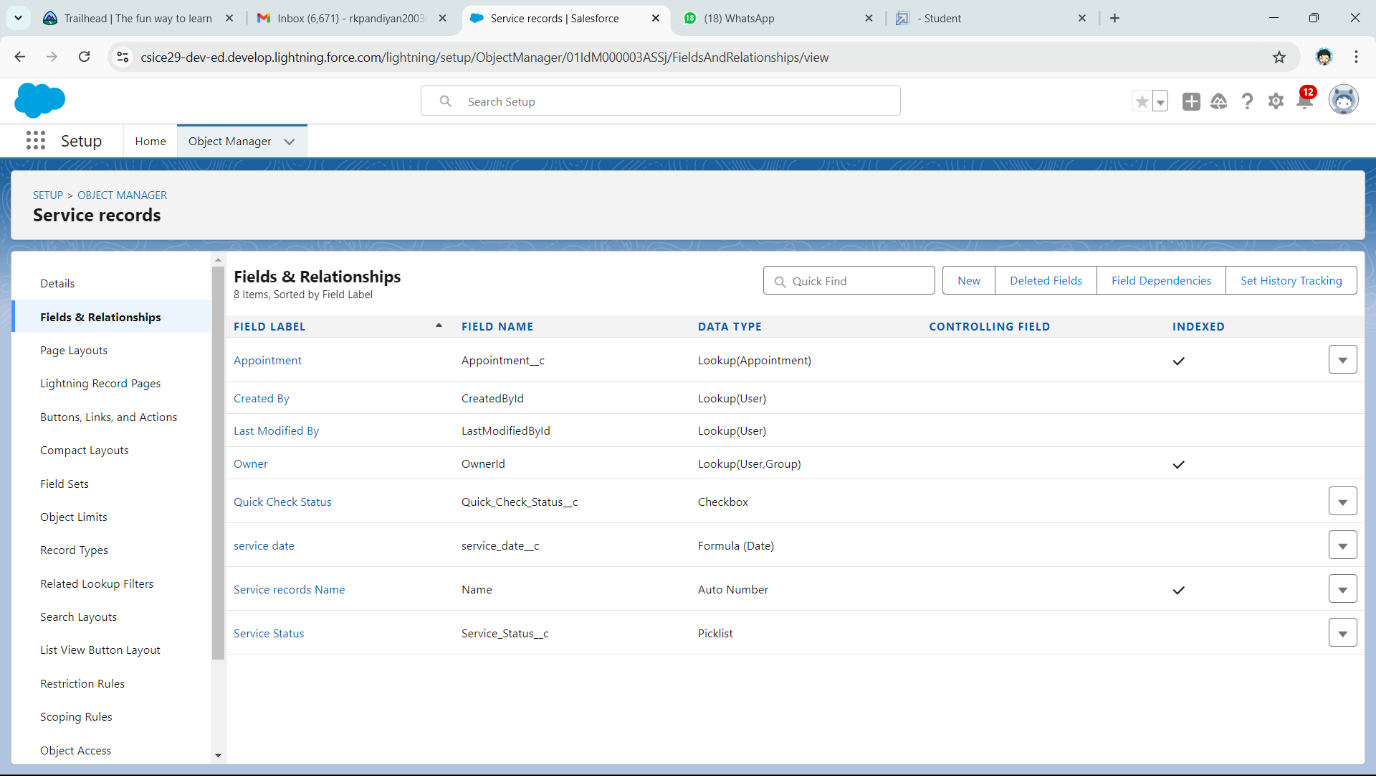 Trailhead | The fun way to learn
Inbox (6,671) - rkpandiyan2003
Service records | Salesforce
18
(18) WhatsApp
- Student
csice29-dev-ed.develop.lightning.force.com/lightning/setup/ObjectManager/01IdM000003ASSj/FieldsAndRelationships/view
Search Setup
12
Setup
Home
Object Manager
SETUP > OBJECT MANAGER
Service records
Details
Fields & Relationships
Page Layouts
Lightning Record Pages
Buttons, Links, and Actions
Compact Layouts
Field Sets
Object Limits
Record Types
Related Lookup Filters
Search Layouts
List View Button Layout
Restriction Rules
Scoping Rules
Object Access
Fields & Relationships
8 Items, Sorted by Field Label
Quick Find
New
Deleted Fields
Field Dependencies
Set History Tracking
FIELD LABEL FIELD NAME DATA TYPE CONTROLLING FIELD INDEXED
Appointment Appointment__c Lookup(Appointment)
Created By CreatedById Lookup(User)
Last Modified By LastModifiedById Lookup(User)
Owner OwnerId Lookup(User,Group)
Quick Check Status Quick_Check_Status__c Checkbox
service date service_date__c Formula (Date)
Service records Name Name Auto Number
Service Status Service_Status__c Picklist